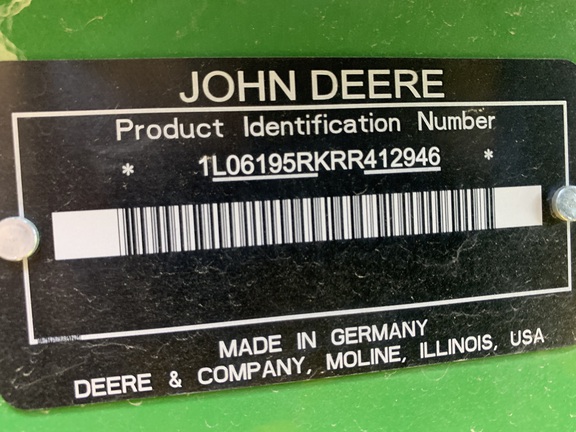 JOHN DEERE
Product Identification Number
* 1L06195RKRR412946 *
MADE IN GERMANY
DEERE & COMPANY, MOLINE, ILLINOIS, USA